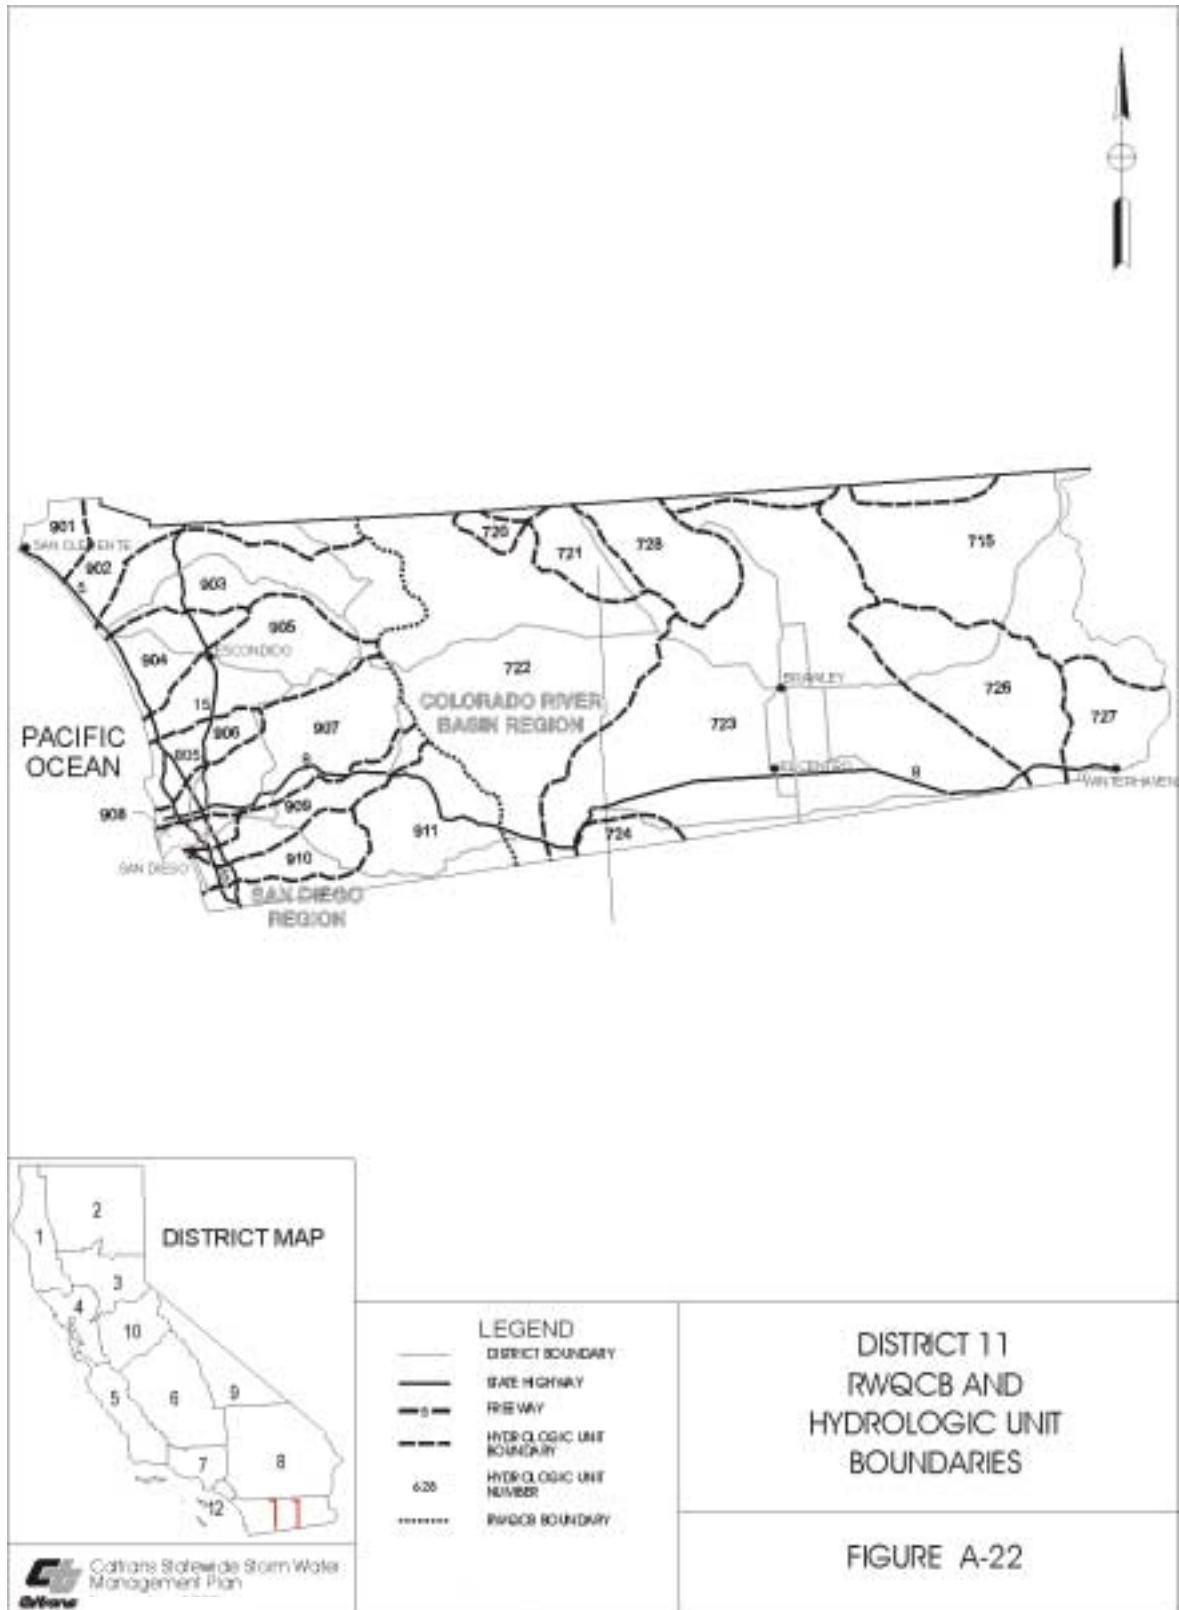 901
SAN CLEMENTE
902
5
903
905
ESCONDIDO
904
15
906
907
905
8
908
909
911
910
SAN DIEGO
5
SAN DIEGO
REGION
PACIFIC
OCEAN
720
721
728
715
722
COLORADO RIVER
BASIN REGION
723
BRAWLEY
726
727
EL CENTRO
8
WINTERHAVEN
724
DISTRICT MAP
1
2
3
4
10
5
6
9
7
8
12
LEGEND
DISTRICT BOUNDARY
STATE HIGHWAY
5
FREEWAY
HYDROLOGIC UNIT
BOUNDARY
628
HYDROLOGIC UNIT
NUMBER
RWQCB BOUNDARY
DISTRICT 11
RWQCB AND
HYDROLOGIC UNIT
BOUNDARIES
FIGURE A-22
Caltrans Statewide Storm Water
Management Plan
Caltrans